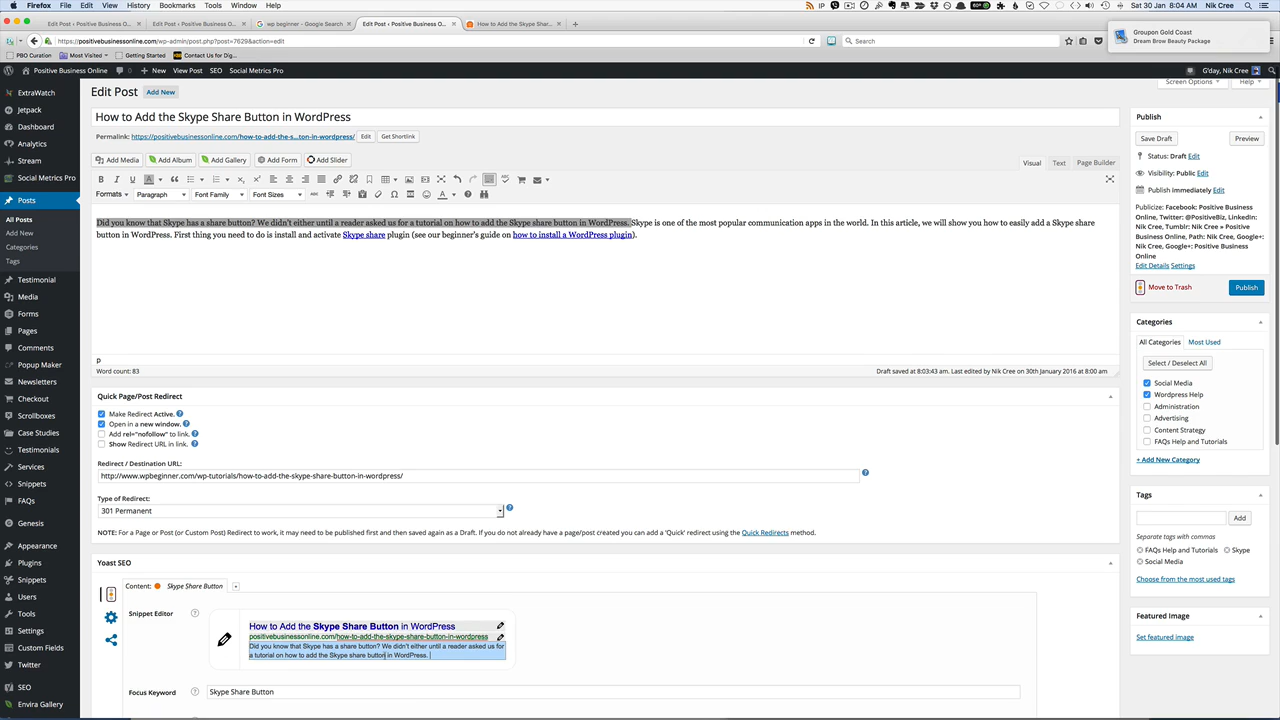 Firefox File Edit View History Bookmarks Tools Window Help
Sat 30 Jan 8:04 AM Nik Cree
Edit Post ‹ Positive Business O...
Edit Post ‹ Positive Business O...
wp beginner - Google Search
Edit Post ‹ Positive Business O...
How to Add the Skype Shar...
https://positivebusinessonline.com/wp-admin/post.php?post=7629&action=edit
Search
PBO Curation Most Visited Getting Started Contact Us for Dig...
Groupon Gold Coast
Dream Brow Beauty Package
Positive Business Online 0 + New View Post SEO Social Metrics Pro
G'day, Nik Cree
ExtraWatch
Jetpack
Dashboard
Analytics
Stream
Social Metrics Pro
Posts
All Posts
Add New
Categories
Tags
Testimonial
Media
Forms
Pages
Comments
Popup Maker
Newsletters
Checkout
Scrollboxes
Case Studies
Testimonials
Services
Snippets
FAQs
Genesis
Appearance
Plugins
Snippets
Users
Tools
Settings
Custom Fields
Twitter
SEO
Envira Gallery
Edit Post Add New
Screen Options Help
How to Add the Skype Share Button in WordPress
Permalink: https://positivebusinessonline.com/how-to-add-the-s...ton-in-wordpress/ Edit Get Shortlink
Add Media Add Album Add Gallery Add Form Add Slider
Visual Text Page Builder
B I U A
Formats Paragraph Font Family Font Sizes
Did you know that Skype has a share button? We didn't either until a reader asked us for a tutorial on how to add the Skype share button in WordPress. Skype is one of the most popular communication apps in the world. In this article, we will show you how to easily add a Skype share
button in WordPress. First thing you need to do is install and activate Skype share plugin (see our beginner's guide on how to install a WordPress plugin).
p
Word count: 83
Draft saved at 8:03:43 am. Last edited by Nik Cree on 30th January 2016 at 8:00 am
Quick Page/Post Redirect
Make Redirect Active.
Open in a new window.
Add rel="nofollow" to link.
Show Redirect URL in link.
Redirect / Destination URL:
http://www.wpbeginner.com/wp-tutorials/how-to-add-the-skype-share-button-in-wordpress/
Type of Redirect:
301 Permanent
NOTE: For a Page or Post (or Custom Post) Redirect to work, it may need to be published first and then saved again as a Draft. If you do not already have a page/post created you can add a 'Quick' redirect using the Quick Redirects method.
Yoast SEO
Content: Skype Share Button
Snippet Editor
How to Add the Skype Share Button in WordPress
positivebusinessonline.com/how-to-add-the-skype-share-button-in-wordpress
Did you know that Skype has a share button? We didn't either until a reader asked us for
a tutorial on how to add the Skype share button in WordPress.
Focus Keyword
Skype Share Button
Publish
Save Draft Preview
Status: Draft Edit
Visibility: Public Edit
Publish Immediately Edit
Publicize: Facebook: Positive Business
Online, Twitter: @PositiveBiz, LinkedIn:
Nik Cree, Tumblr: Nik Cree » Positive
Business Online, Path: Nik Cree, Google+:
Nik Cree, Google+: Positive Business
Online
Edit Details Settings
Move to Trash Publish
Categories
All Categories Most Used
Select / Deselect All
Social Media
Wordpress Help
Administration
Advertising
Content Strategy
FAQs Help and Tutorials
+ Add New Category
Tags
Add
Separate tags with commas
FAQs Help and Tutorials Skype
Social Media
Choose from the most used tags
Featured Image
Set featured image